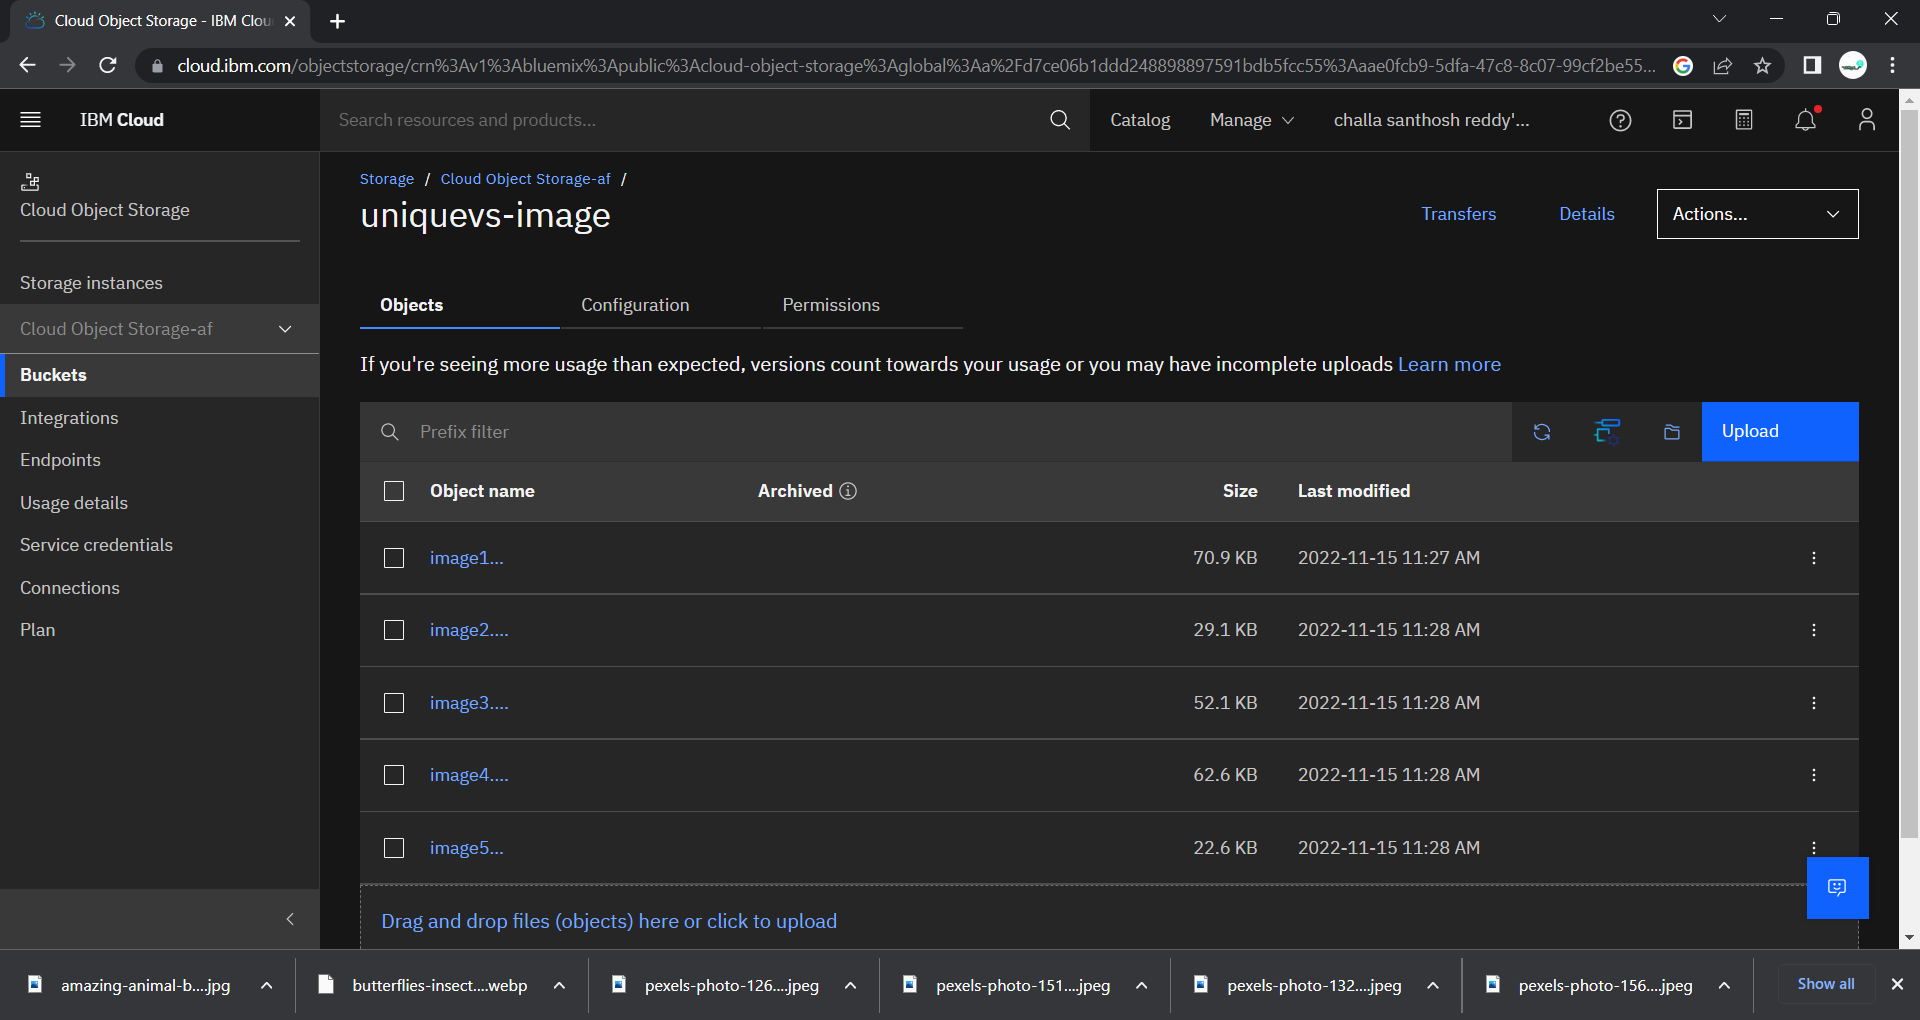 Cloud Object Storage - IBM Clou
cloud.ibm.com/objectstorage/crn%3Av1%3Abluemix%3Apublic%3Acloud-object-storage%3Aglobal%3Aa%2Fd7ce06b1ddd248898897591bdb5fcc55%3Aaae0fcb9-5dfa-47c8-8c07-99cf2be55...
IBM Cloud
Search resources and products...
Catalog
Manage
challa santhosh reddy'...
Cloud Object Storage
Storage instances
Cloud Object Storage-af
Buckets
Integrations
Endpoints
Usage details
Service credentials
Connections
Plan
Storage / Cloud Object Storage-af /
uniquevs-image
Transfers
Details
Actions...
Objects
Configuration
Permissions
If you're seeing more usage than expected, versions count towards your usage or you may have incomplete uploads Learn more
Prefix filter
Upload
Object name Archived Size Last modified
image1... 70.9 KB 2022-11-15 11:27 AM
image2.... 29.1 KB 2022-11-15 11:28 AM
image3.... 52.1 KB 2022-11-15 11:28 AM
image4.... 62.6 KB 2022-11-15 11:28 AM
image5... 22.6 KB 2022-11-15 11:28 AM
Drag and drop files (objects) here or click to upload
amazing-animal-b....jpg
butterflies-insect....webp
pexels-photo-126....jpeg
pexels-photo-151....jpeg
pexels-photo-132....jpeg
pexels-photo-156....jpeg
Show all